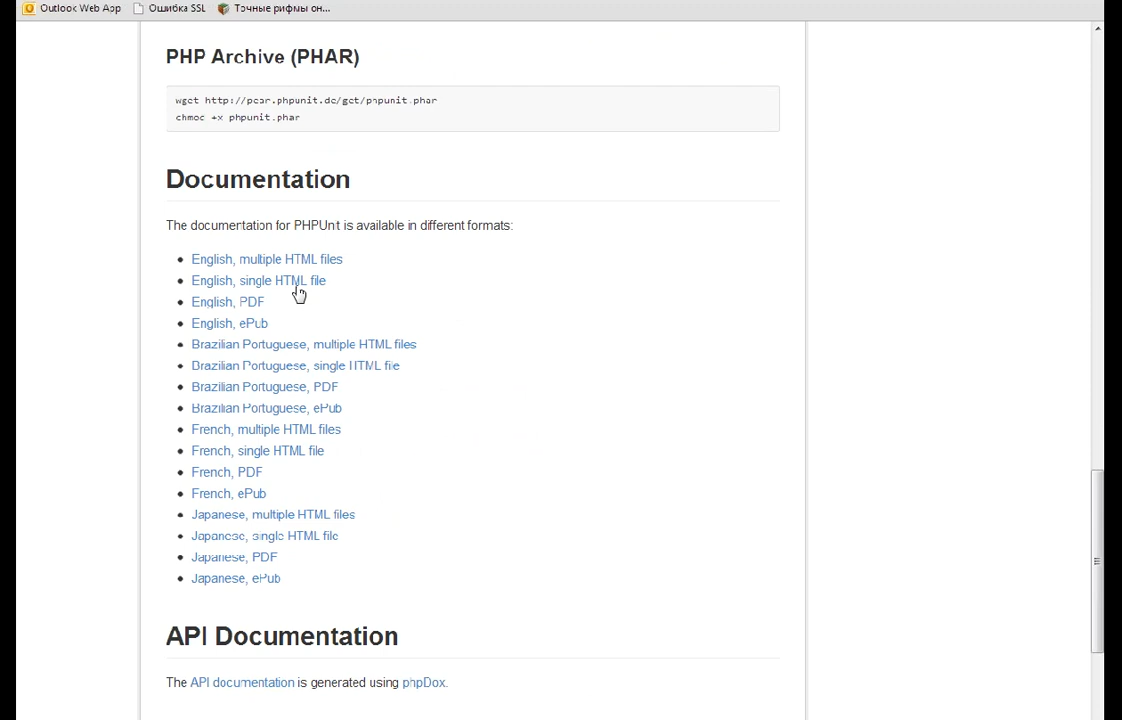 Outlook Web App Ошибка SSL Точные рифмы он...
PHP Archive (PHAR)
wget http://pear.phpunit.de/get/phpunit.phar
chmod +x phpunit.phar
Documentation
The documentation for PHPUnit is available in different formats:
English, multiple HTML files
English, single HTML file
English, PDF
English, ePub
Brazilian Portuguese, multiple HTML files
Brazilian Portuguese, single HTML file
Brazilian Portuguese, PDF
Brazilian Portuguese, ePub
French, multiple HTML files
French, single HTML file
French, PDF
French, ePub
Japanese, multiple HTML files
Japanese, single HTML file
Japanese, PDF
Japanese, ePub
API Documentation
The API documentation is generated using phpDox.